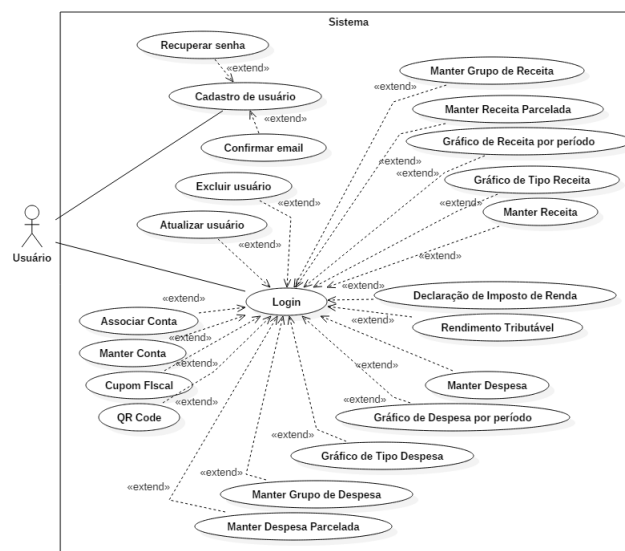 Sistema
Recuperar senha
«extend»
Cadastro de usuário
«extend»
Confirmar email
Excluir usuário
«extend»
Atualizar usuário
«extend»
Usuário
Login
Manter Grupo de Receita
«extend»
Manter Receita Parcelada
«extend»
Gráfico de Receita por período
«extend»
Gráfico de Tipo Receita
«extend»
Manter Receita
«extend»
Declaração de Imposto de Renda
«extend»
Rendimento Tributável
«extend»
Associar Conta
«extend»
Manter Conta
«extend»
Cupom FIscal
«extend»
QR Code
«extend»
Manter Despesa
«extend»
Gráfico de Despesa por período
«extend»
Gráfico de Tipo Despesa
«extend»
Manter Grupo de Despesa
«extend»
Manter Despesa Parcelada
«extend»